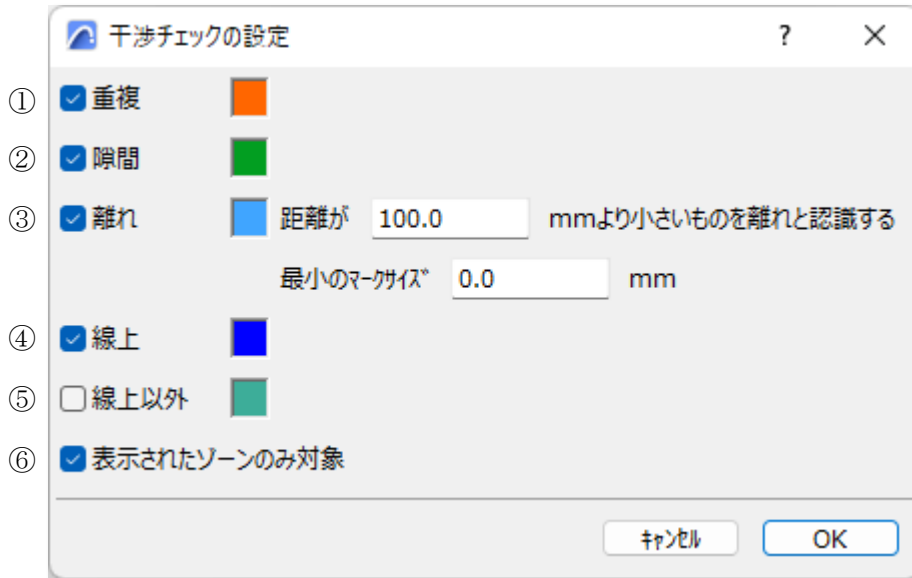 干渉チェックの設定 ?
① 重複
② 隙間
③ 離れ 距離が 100.0 mmより小さいものを離れと認識する
最小のﾏｰｸｻｲｽﾞ 0.0 mm
④ 線上
⑤ 線上以外
⑥ 表示されたゾーンのみ対象
ｷｬﾝｾﾙ OK